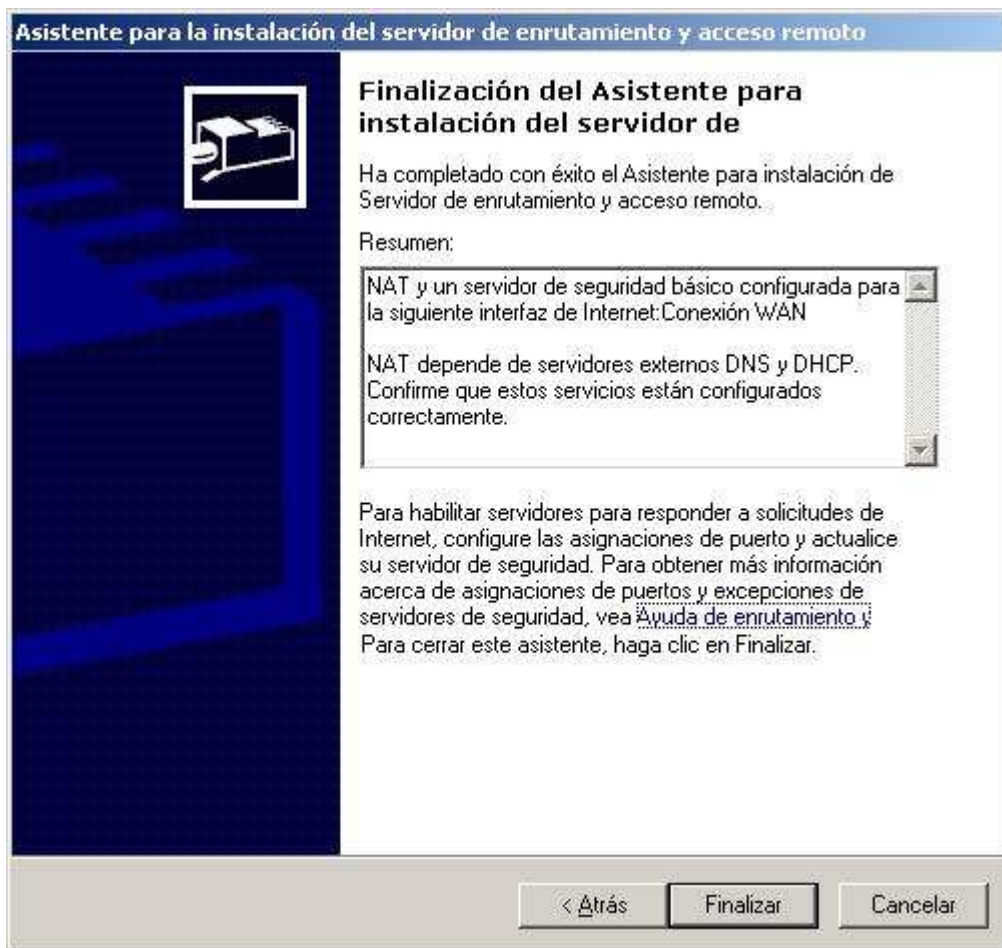 Asistente para la instalación del servidor de enrutamiento y acceso remoto
Finalización del Asistente para
instalación del servidor de
Ha completado con éxito el Asistente para instalación de
Servidor de enrutamiento y acceso remoto.
Resumen:
NAT y un servidor de seguridad básico configurada para
la siguiente interfaz de Internet:Conexión WAN
NAT depende de servidores externos DNS y DHCP.
Confirme que estos servicios están configurados
correctamente.
Para habilitar servidores para responder a solicitudes de
Internet, configure las asignaciones de puerto y actualice
su servidor de seguridad. Para obtener más información
acerca de asignaciones de puertos y excepciones de
servidores de seguridad, vea Ayuda de enrutamiento y
Para cerrar este asistente, haga clic en Finalizar.
< Atrás Finalizar Cancelar